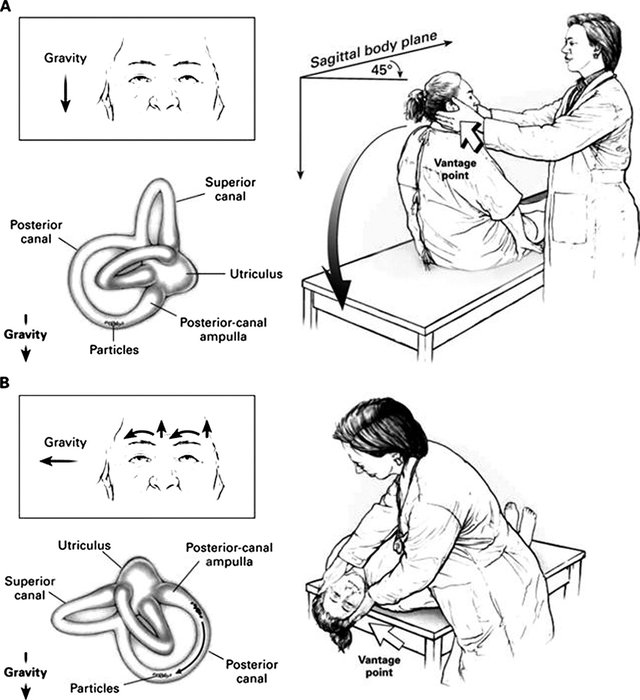 A
Gravity
Sagittal body plane
45°
Vantage
point
Superior
canal
Posterior
canal
Utriculus
Posterior-canal
ampulla
Gravity
Particles
B
Gravity
Utriculus
Posterior-canal
ampulla
Superior
canal
Gravity
Particles
Posterior
canal
Vantage
point